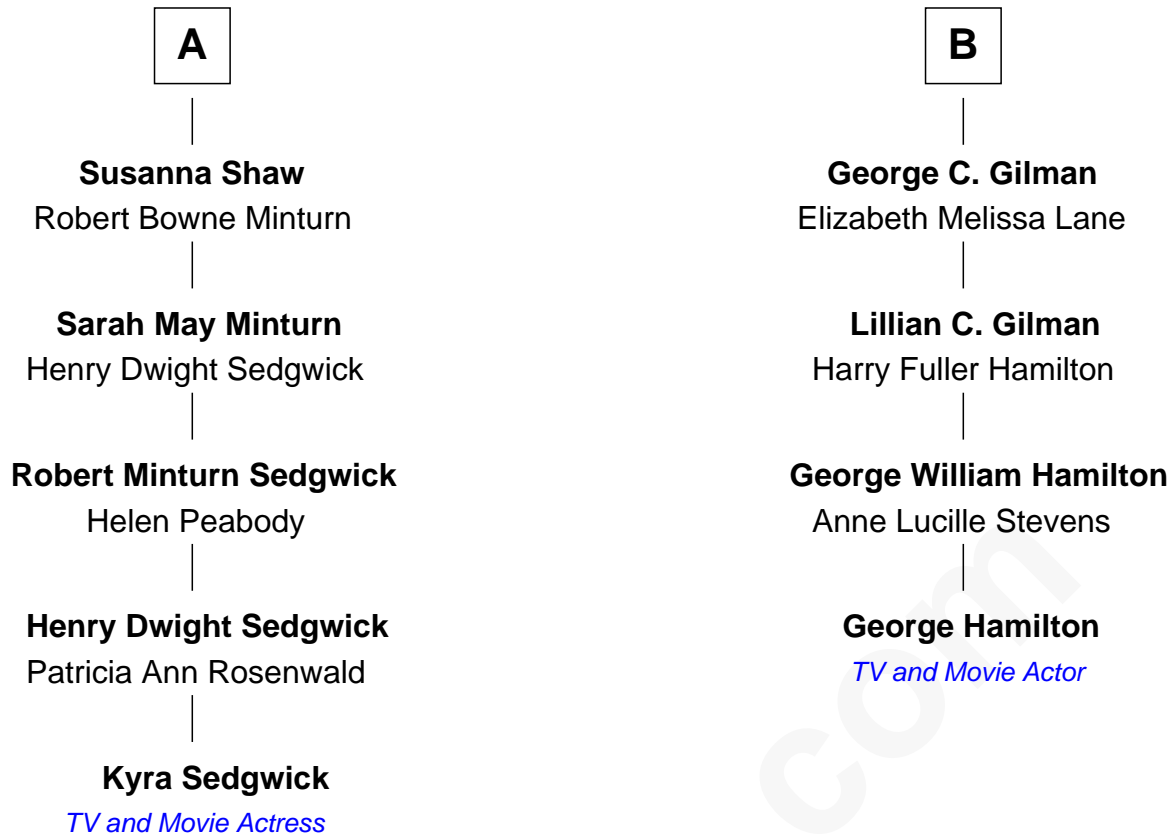 A
Susanna Shaw
Robert Bowne Minturn
Sarah May Minturn
Henry Dwight Sedgwick
Robert Minturn Sedgwick
Helen Peabody
Henry Dwight Sedgwick
Patricia Ann Rosenwald
Kyra Sedgwick
TV and Movie Actress
B
George C. Gilman
Elizabeth Melissa Lane
Lillian C. Gilman
Harry Fuller Hamilton
George William Hamilton
Anne Lucille Stevens
George Hamilton
TV and Movie Actor
com